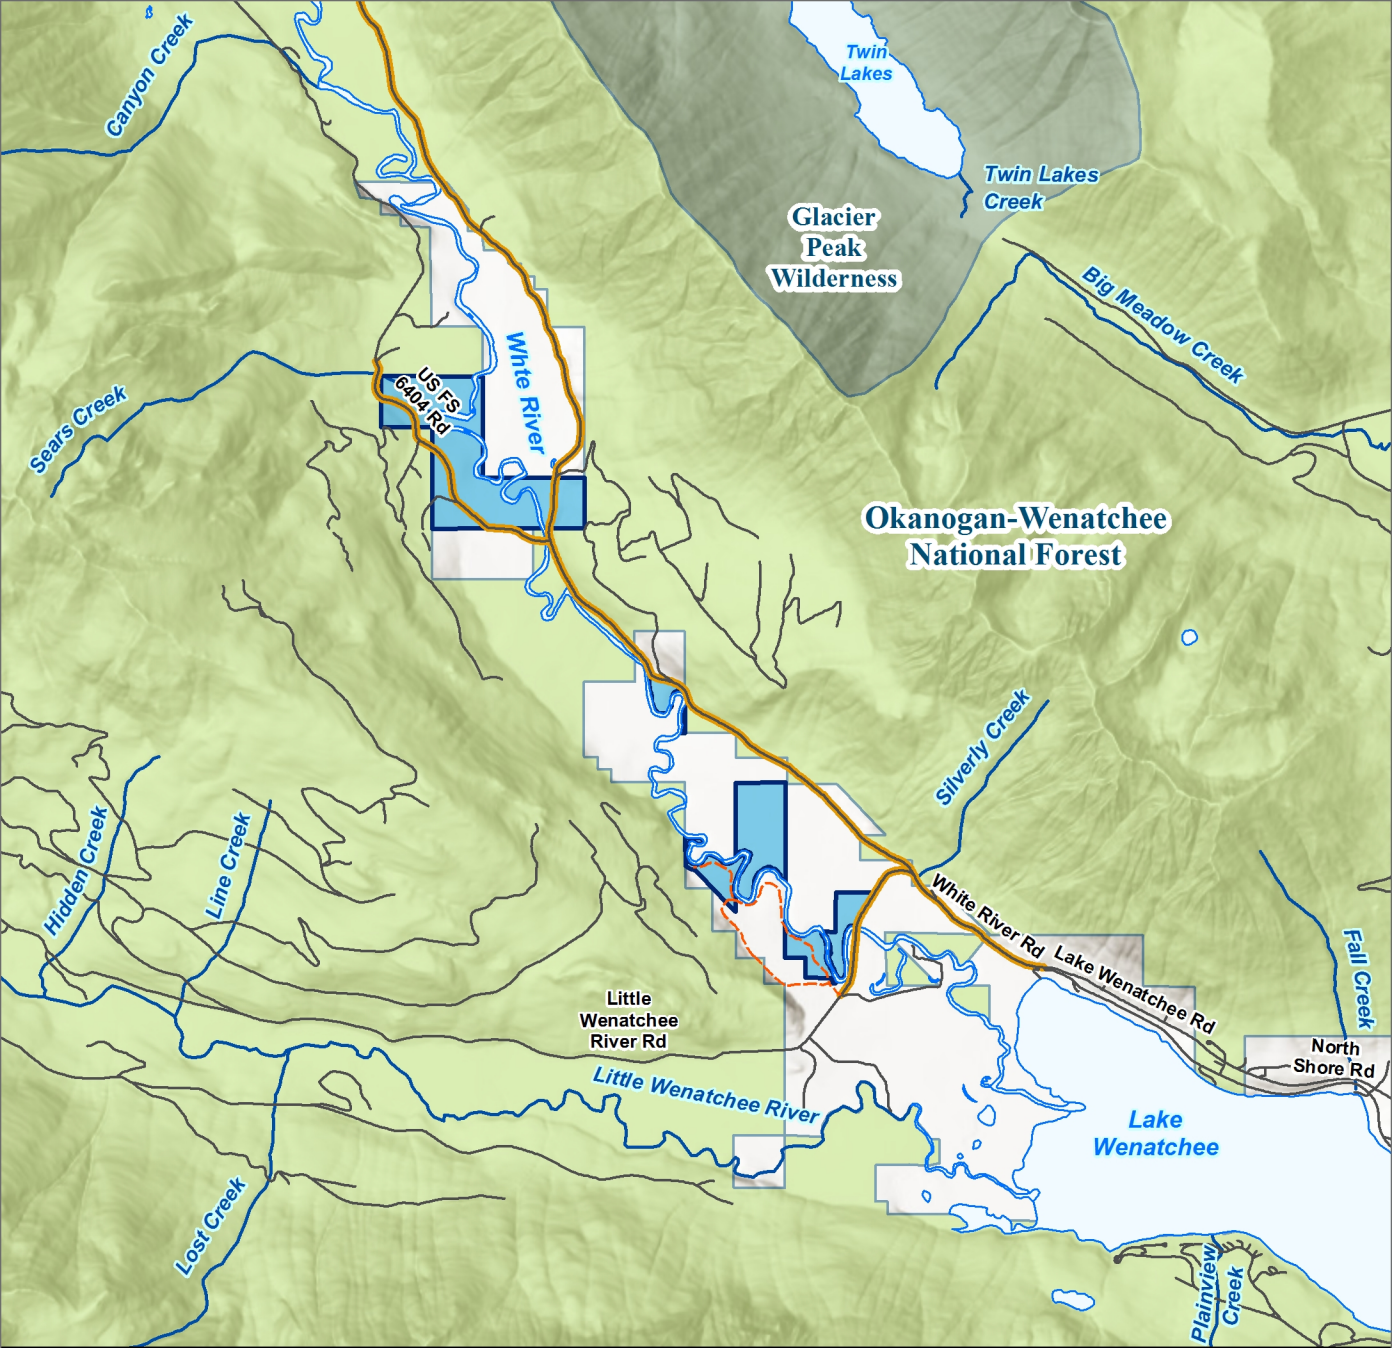 Canyon Creek
Twin
Lakes
Twin Lakes
Creek
Glacier
Peak
Wilderness
Big Meadow Creek
Whte River
US FS
6404 Rd
Sears Creek
Okanogan-Wenatchee
National Forest
Silverly Creek
Hidden Creek
Line Creek
White River Rd
Lake Wenatchee Rd
Fall Creek
Little
Wenatchee
River Rd
North
Shore Rd
Little Wenatchee River
Lake
Wenatchee
Lost Creek
Plainview
Creek